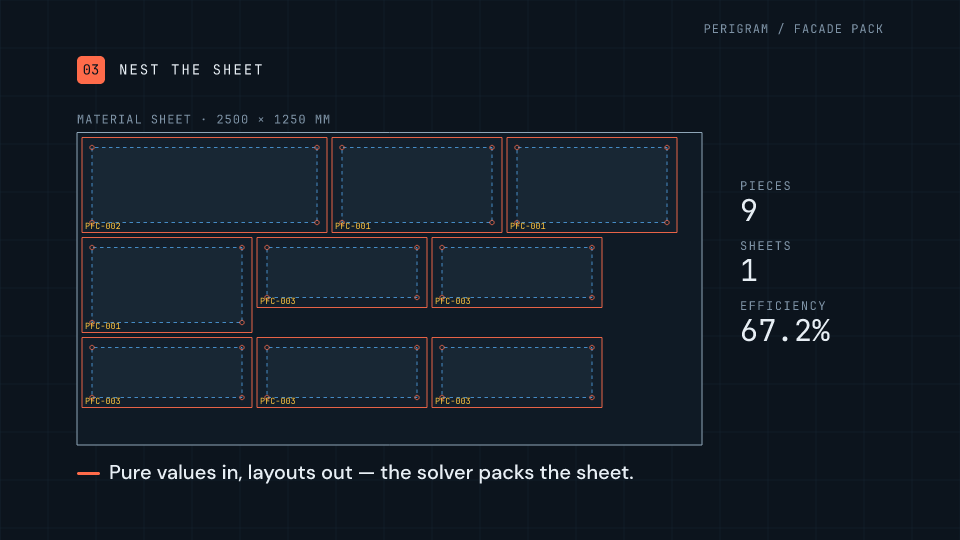 PERIGRAM / FACADE PACK
03 NEST THE SHEET
MATERIAL SHEET · 2500 × 1250 MM
PFC-002
PFC-001
PFC-001
PFC-001
PFC-003
PFC-003
PFC-003
PFC-003
PFC-003
PIECES
9
SHEETS
1
EFFICIENCY
67.2%
Pure values in, layouts out — the solver packs the sheet.